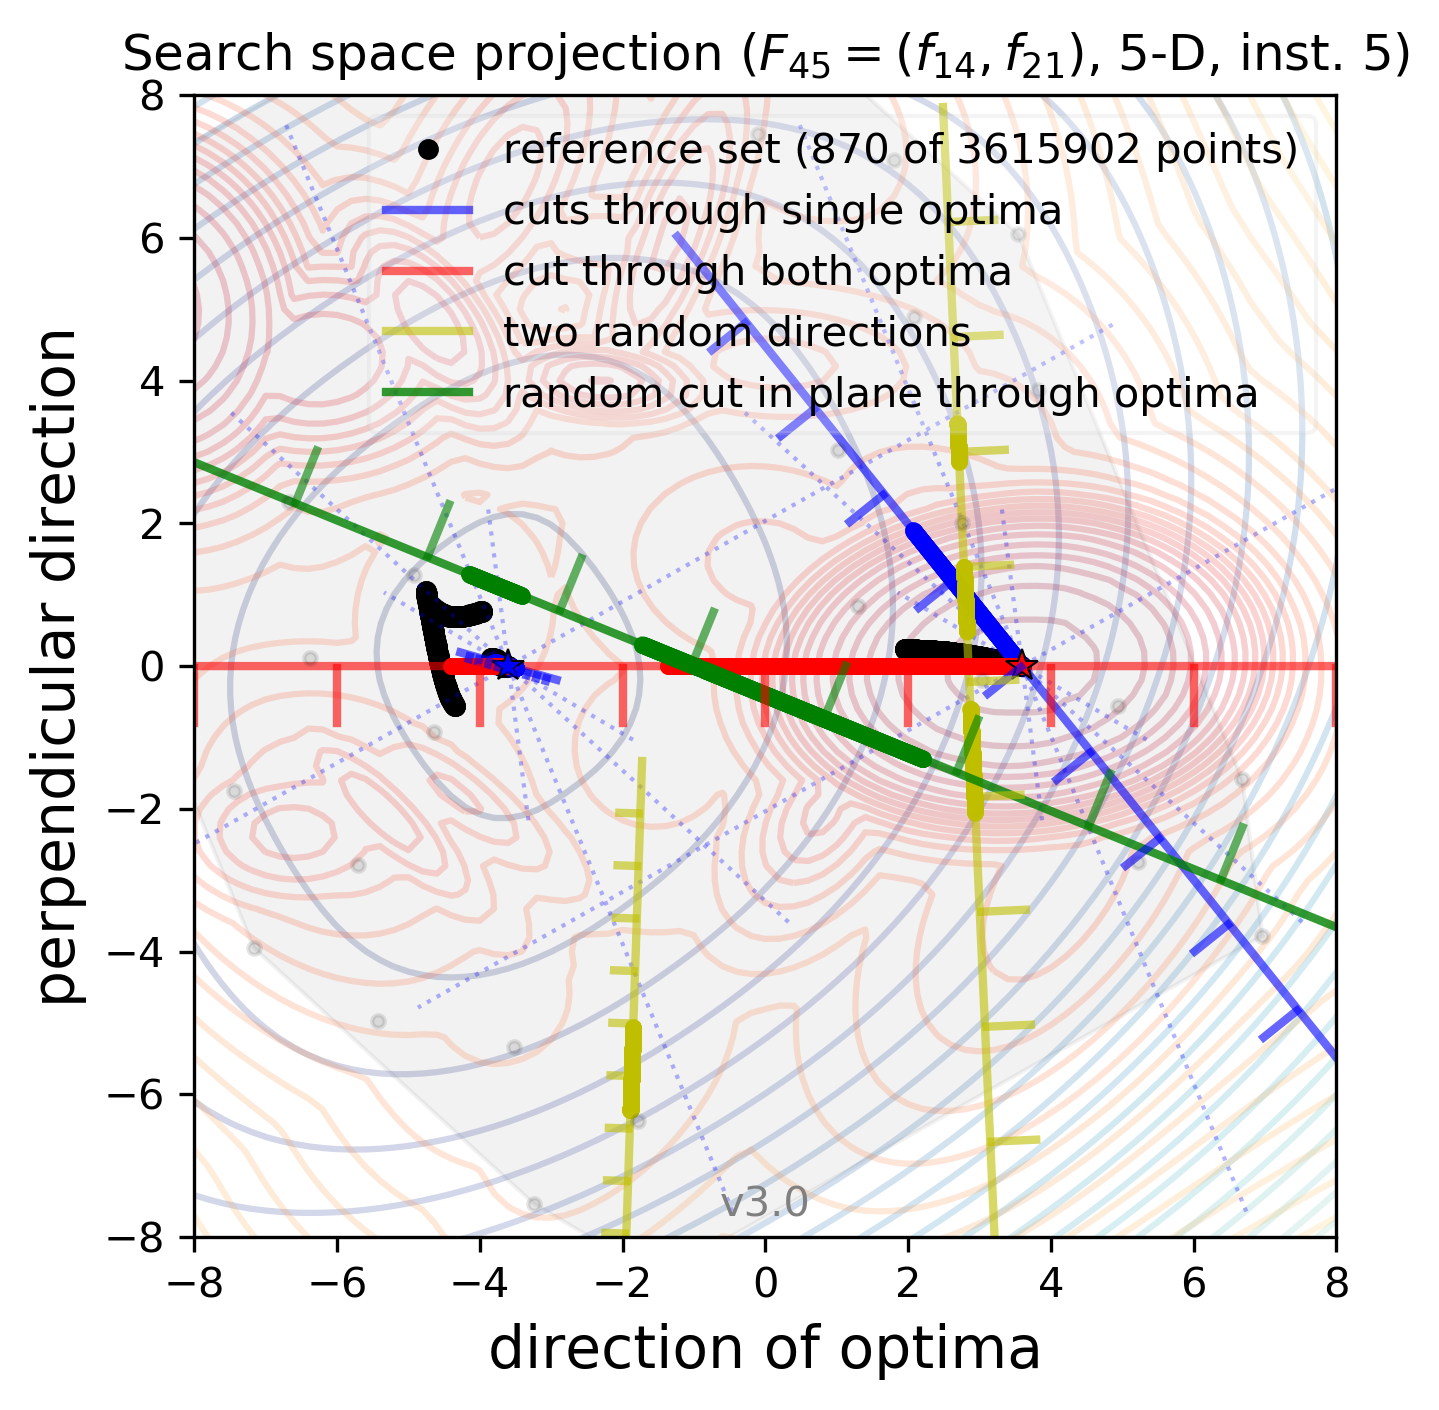 Search space projection (F₄₅ = (f₁₄, f₂₁), 5-D, inst. 5)
reference set (870 of 3615902 points)
cuts through single optima
cut through both optima
two random directions
random cut in plane through optima
8
6
4
2
0
−2
−4
−6
−8
perpendicular direction
v3.0
−8 −6 −4 −2 0 2 4 6 8
direction of optima